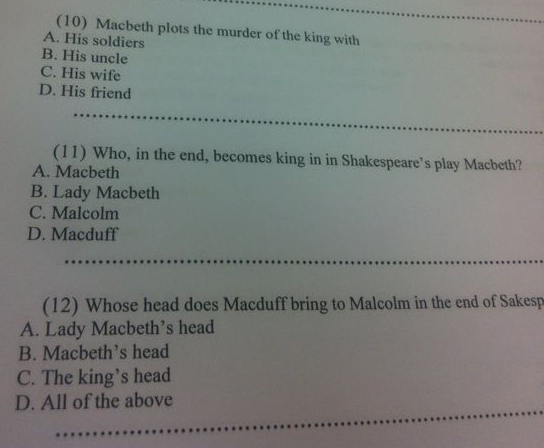 (10) Macbeth plots the murder of the king with
A. His soldiers
B. His uncle
C. His wife
D. His friend
(11) Who, in the end, becomes king in in Shakespeare's play Macbeth?
A. Macbeth
B. Lady Macbeth
C. Malcolm
D. Macduff
(12) Whose head does Macduff bring to Malcolm in the end of Sakesp
A. Lady Macbeth's head
B. Macbeth's head
C. The king's head
D. All of the above